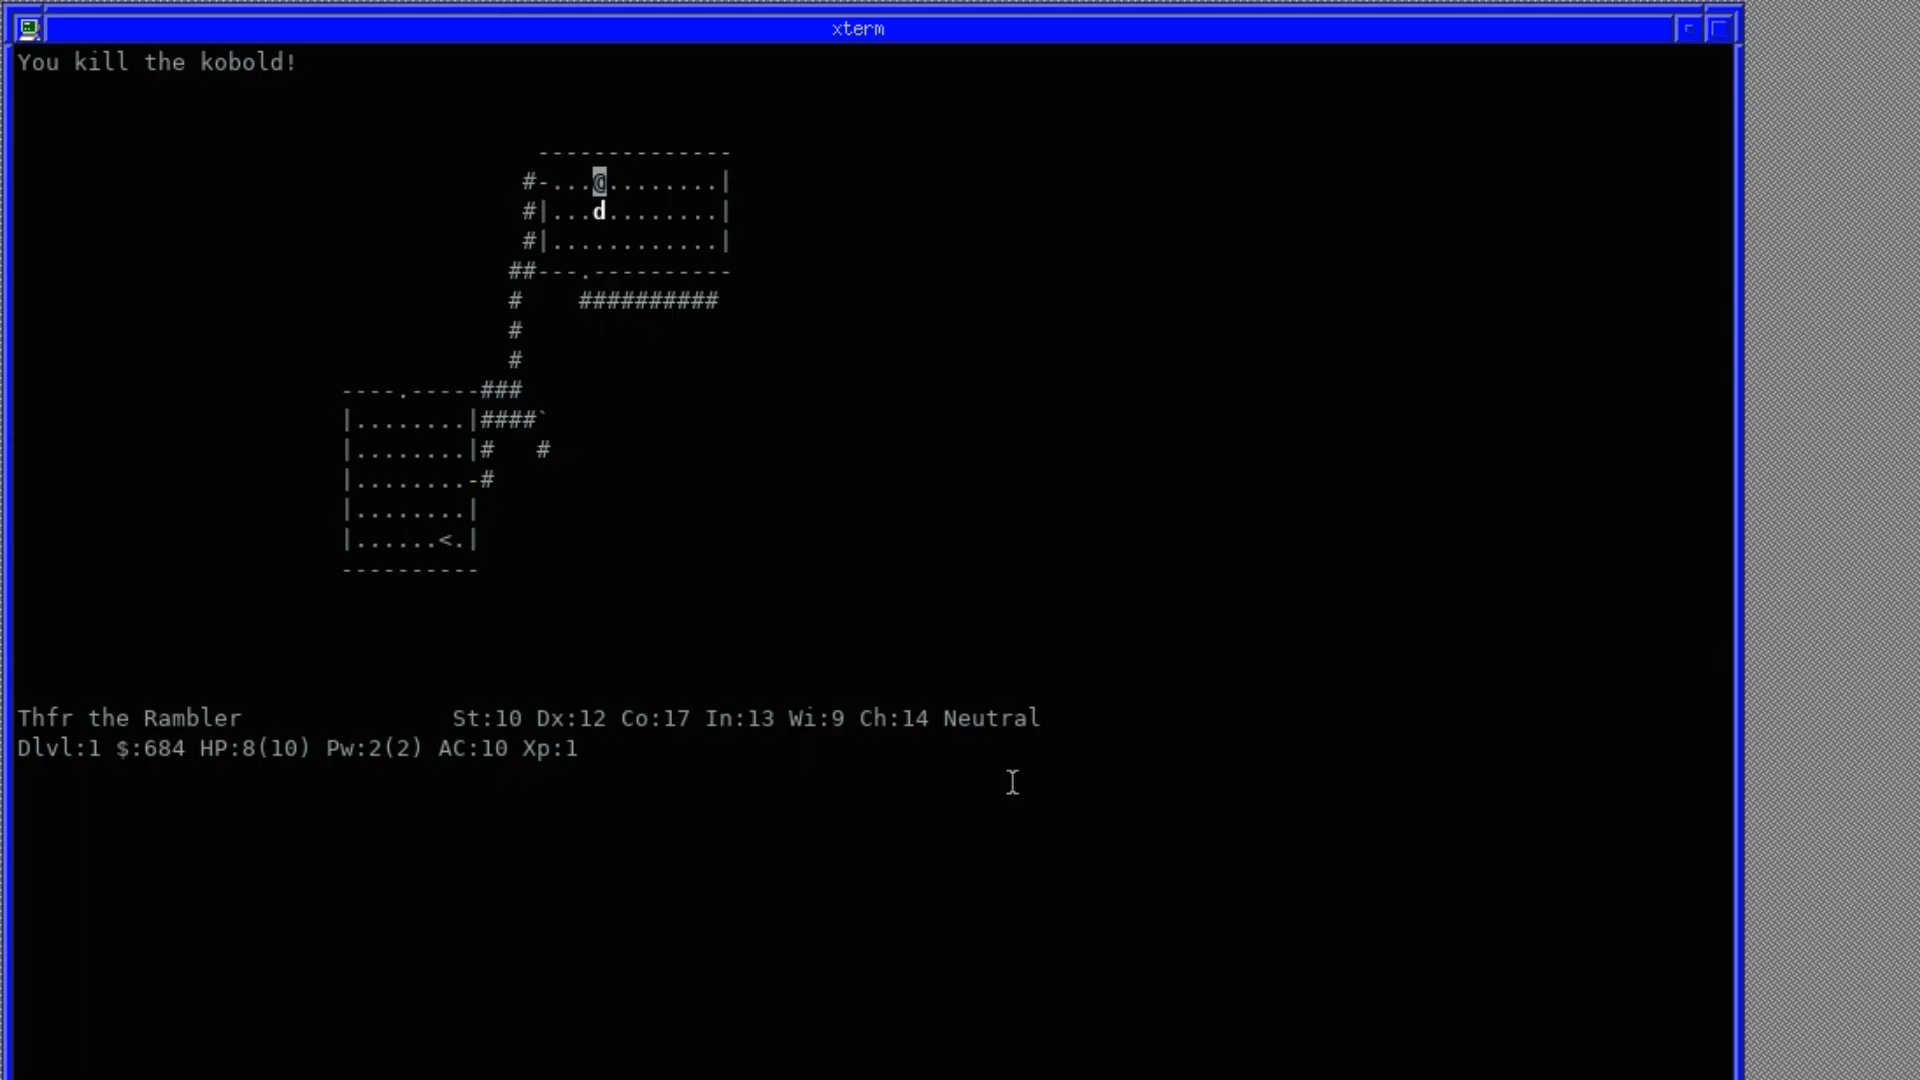 xterm
You kill the kobold!
--------------
#-...@........|
#|...d........|
#|............|
##---.----------
#    ##########
#
#
----.-----###
|........|####`
|........|#   #
|........-#
|........|
|......<.|
----------
Thfr the Rambler               St:10 Dx:12 Co:17 In:13 Wi:9 Ch:14 Neutral
Dlvl:1 $:684 HP:8(10) Pw:2(2) AC:10 Xp:1